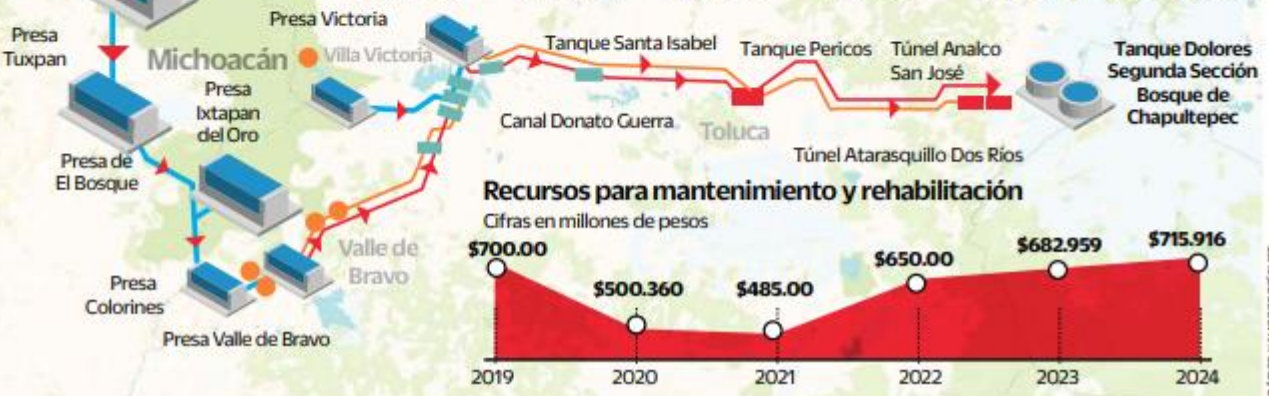 Presa Victoria
Presa
Tuxpan
Michoacán
Villa Victoria
Tanque Santa Isabel
Tanque Pericos
Túnel Analco
San José
Tanque Dolores
Segunda Sección
Bosque de
Chapultepec
Presa
Ixtapan
del Oro
Canal Donato Guerra
Toluca
Túnel Atarasquillo Dos Ríos
Presa de
El Bosque
Valle de
Bravo
Presa
Colorines
Presa Valle de Bravo
Recursos para mantenimiento y rehabilitación
Cifras en millones de pesos
$700.00
$500.360
$485.00
$650.00
$682.959
$715.916
2019
2020
2021
2022
2023
2024